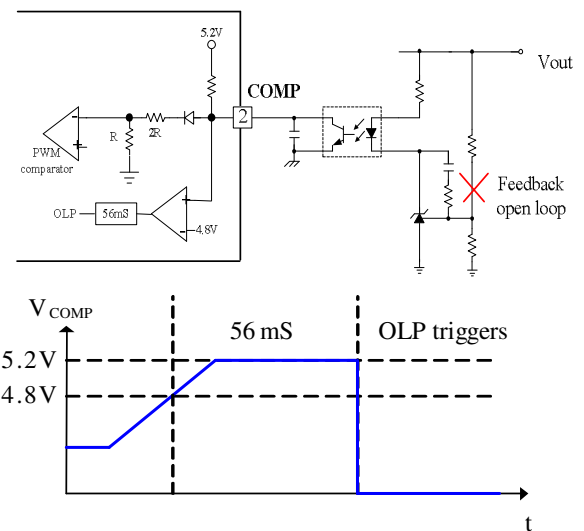 5.2V
COMP
2
Vout
R
2R
PWM
comparator
OLP
56mS
4.8V
Feedback
open loop
VCOMP
56 mS
OLP triggers
5.2V
4.8V
t